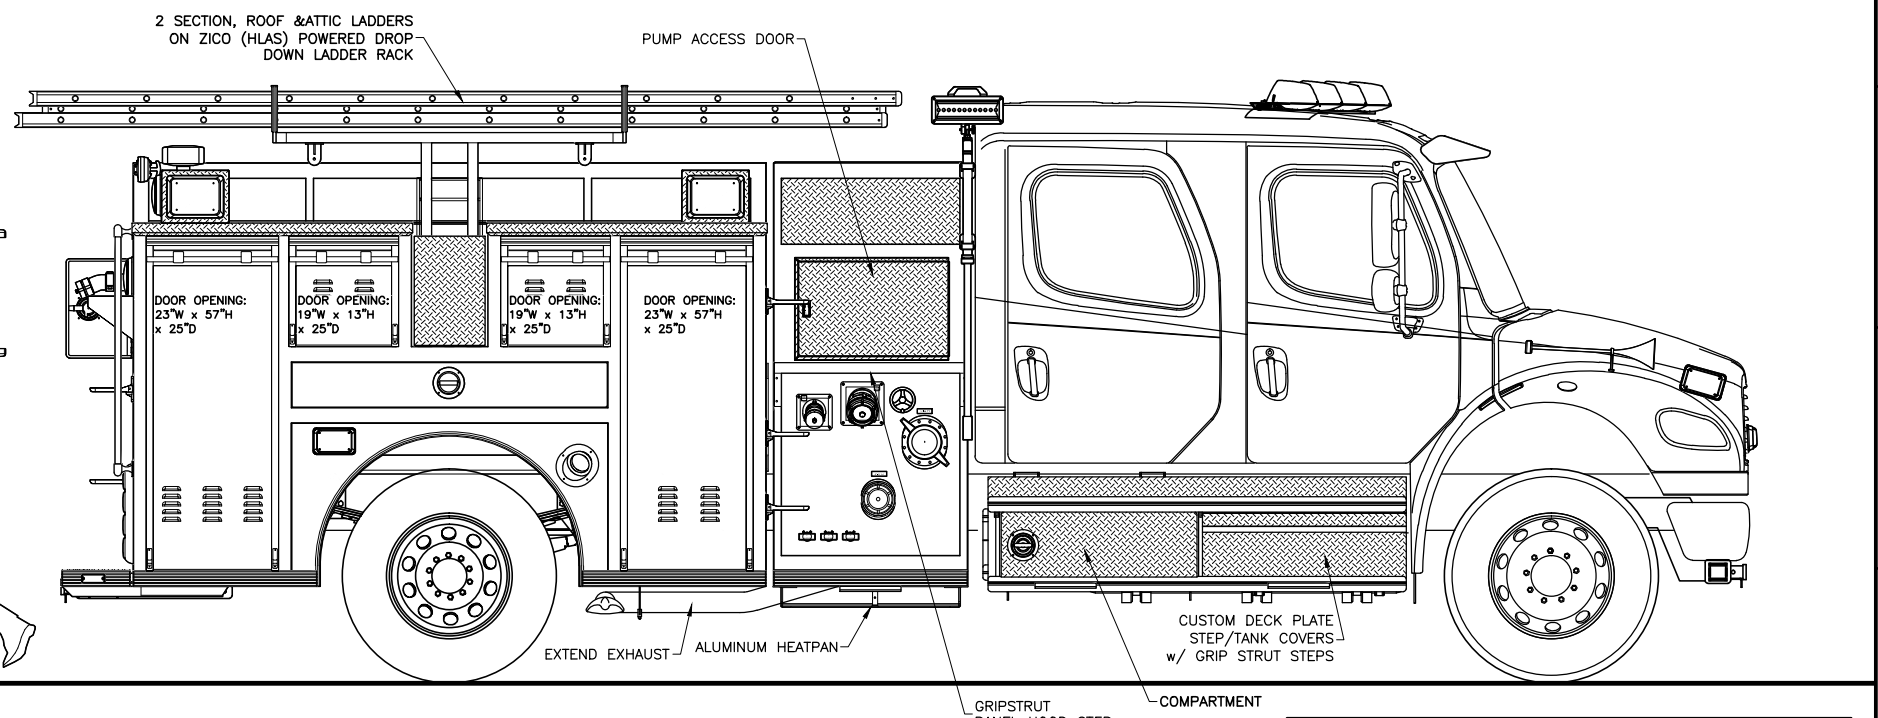 2 SECTION, ROOF &ATTIC LADDERS
ON ZICO (HLAS) POWERED DROP
DOWN LADDER RACK
PUMP ACCESS DOOR
DOOR OPENING:
23"W x 57"H
x 25"D
DOOR OPENING:
19"W x 13"H
x 25"D
DOOR OPENING:
19"W x 13"H
x 25"D
DOOR OPENING:
23"W x 57"H
x 25"D
EXTEND EXHAUST
ALUMINUM HEATPAN
CUSTOM DECK PLATE
STEP/TANK COVERS
w/ GRIP STRUT STEPS
COMPARTMENT
GRIPSTRUT